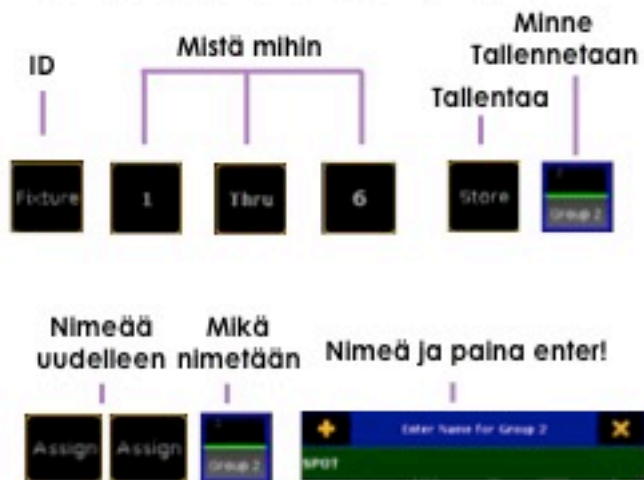 ID
Mistä mihin
Minne
Tallennetaan
Tallentaa
Fixture
1
Thru
6
Store
Group 2
Nimeää
uudelleen
Mikä
nimetään
Nimeä ja paina enter!
Assign
Assign
Group 2
Enter Name for Group 2
SPOT